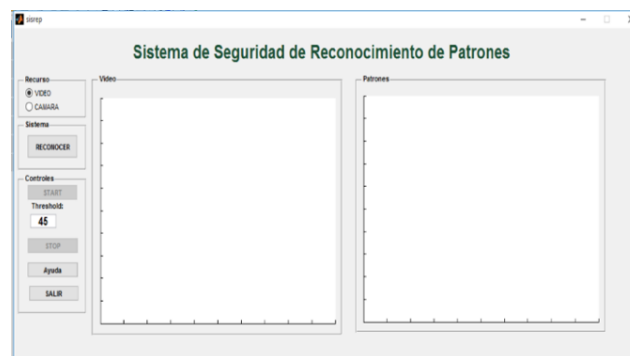 sisrep
Sistema de Seguridad de Reconocimiento de Patrones
Recurso
VIDEO
CAMARA
Sistema
RECONOCER
Controles
START
Threshold:
45
STOP
Ayuda
SALIR
Video
Patrones